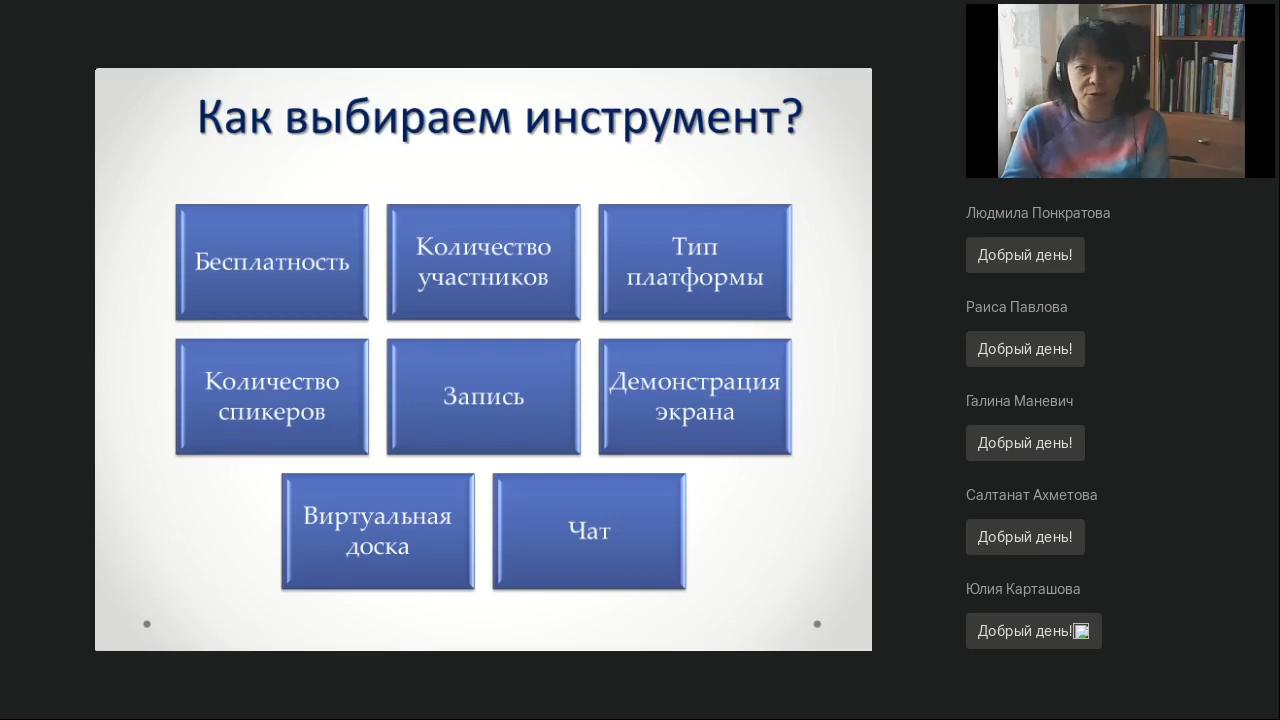 Как выбираем инструмент?
Бесплатность
Количество
участников
Тип
платформы
Количество
спикеров
Запись
Демонстрация
экрана
Виртуальная
доска
Чат
Людмила Понкратова
Добрый день!
Раиса Павлова
Добрый день!
Галина Маневич
Добрый день!
Салтанат Ахметова
Добрый день!
Юлия Карташова
Добрый день!